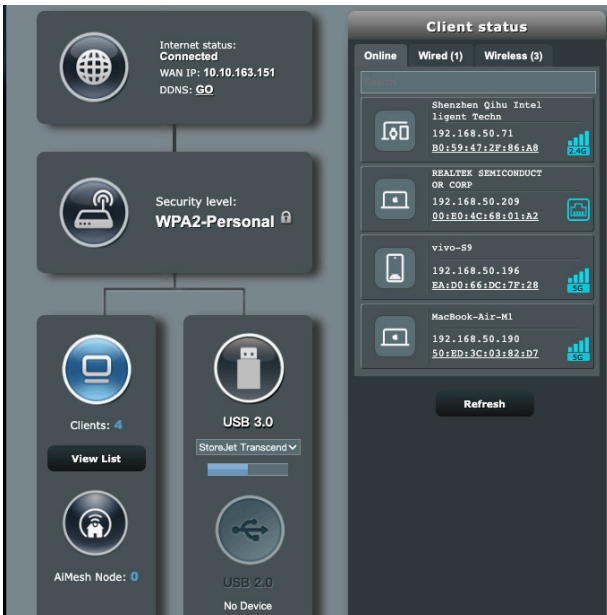 Internet status:
Connected
WAN IP: 10.10.163.151
DDNS: GO
Security level:
WPA2-Personal
Clients: 4
View List
AiMesh Node: 0
USB 3.0
StoreJet Transcend
USB 2.0
No Device
Client status
Online Wired (1) Wireless (3)
Search
Shenzhen Qihu Intel
ligent Techn
192.168.50.71
B0:59:47:2F:86:A8
2.4G
REALTEK SEMICONDUCT
OR CORP
192.168.50.209
00:E0:4C:68:01:A2
vivo-S9
192.168.50.196
EA:D0:66:DC:7F:28
5G
MacBook-Air-M1
192.168.50.190
50:ED:3C:03:82:D7
5G
Refresh